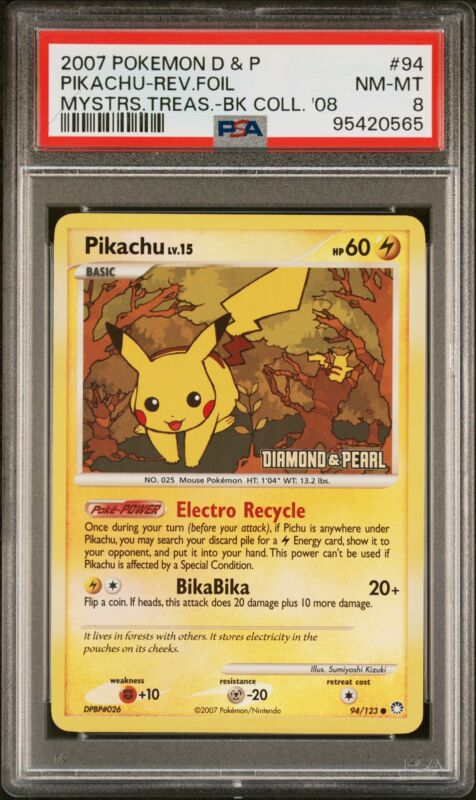 2007 POKEMON D & P #94
PIKACHU-REV.FOIL NM-MT
MYSTRS.TREAS.-BK COLL. '08 8
PSA 95420565
Pikachu LV.15 HP 60
BASIC
DIAMOND & PEARL
NO. 025 Mouse Pokémon HT: 1'04" WT: 13.2 lbs.
Poké-POWER Electro Recycle
Once during your turn (before your attack), if Pichu is anywhere under
Pikachu, you may search your discard pile for a Energy card, show it to
your opponent, and put it into your hand. This power can't be used if
Pikachu is affected by a Special Condition.
BikaBika 20+
Flip a coin. If heads, this attack does 20 damage plus 10 more damage.
It lives in forests with others. It stores electricity in the
pouches on its cheeks.
Illus. Sumiyoshi Kizuki
weakness resistance retreat cost
+10 -20
DPBP#026 ©2007 Pokémon/Nintendo 94/123
PSA